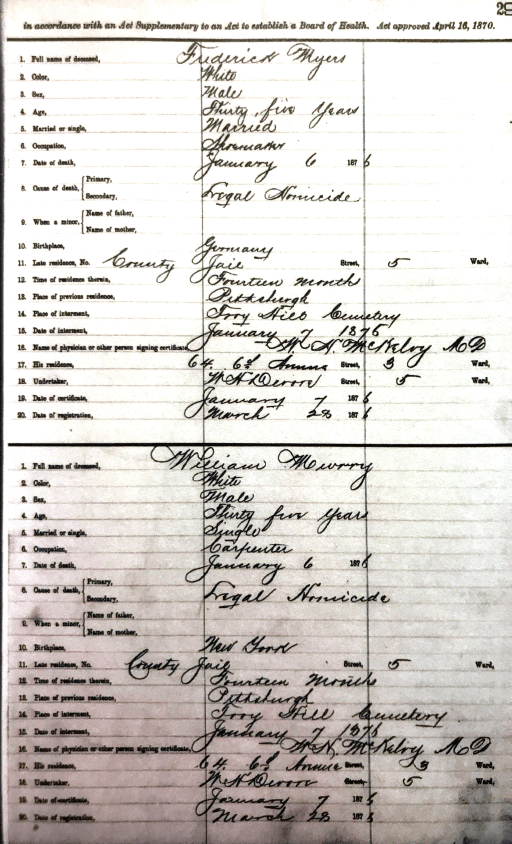 29
in accordance with an Act Supplementary to an Act to establish a Board of Health. Act approved April 16, 1870.
1. Full name of deceased, Frederick Myers
2. Color, White
3. Sex, Male
4. Age, Thirty five Years
5. Married or single, Married
6. Occupation, Shoemaker
7. Date of death, January 6 1876
8. Cause of death, Primary,
Secondary, Legal Homicide
9. When a minor, Name of father,
Name of mother,
10. Birthplace, Germany
11. Late residence, No. County Jail Street, 5 Ward,
12. Time of residence therein, Fourteen Month
13. Place of previous residence, Pittsburgh
14. Place of interment, Troy Hill Cemetery
15. Date of interment, January 7 1876
16. Name of physician or other person signing certificate, W. H. McKelvy MD
17. His residence, 64 6th Avenue Street, 3 Ward,
18. Undertaker, W H Devore Street, 5 Ward,
19. Date of certificate, January 7 1876
20. Date of registration, March 28 1876
1. Full name of deceased, William Murry
2. Color, White
3. Sex, Male
4. Age, Thirty five Years
5. Married or single, Single
6. Occupation, Carpenter
7. Date of death, January 6 1876
8. Cause of death, Primary,
Secondary, Legal Homicide
9. When a minor, Name of father,
Name of mother,
10. Birthplace, New York
11. Late residence, No. County Jail Street, 5 Ward,
12. Time of residence therein, Fourteen Months
13. Place of previous residence, Pittsburgh
14. Place of interment, Troy Hill Cemetery
15. Date of interment, January 7 1876
16. Name of physician or other person signing certificate, W. H. McKelvy MD
17. His residence, 64 6th Avenue Street, 3 Ward,
18. Undertaker, W H Devore Street, 5 Ward,
19. Date of certificate, January 7 1876
20. Date of registration, March 28 1876